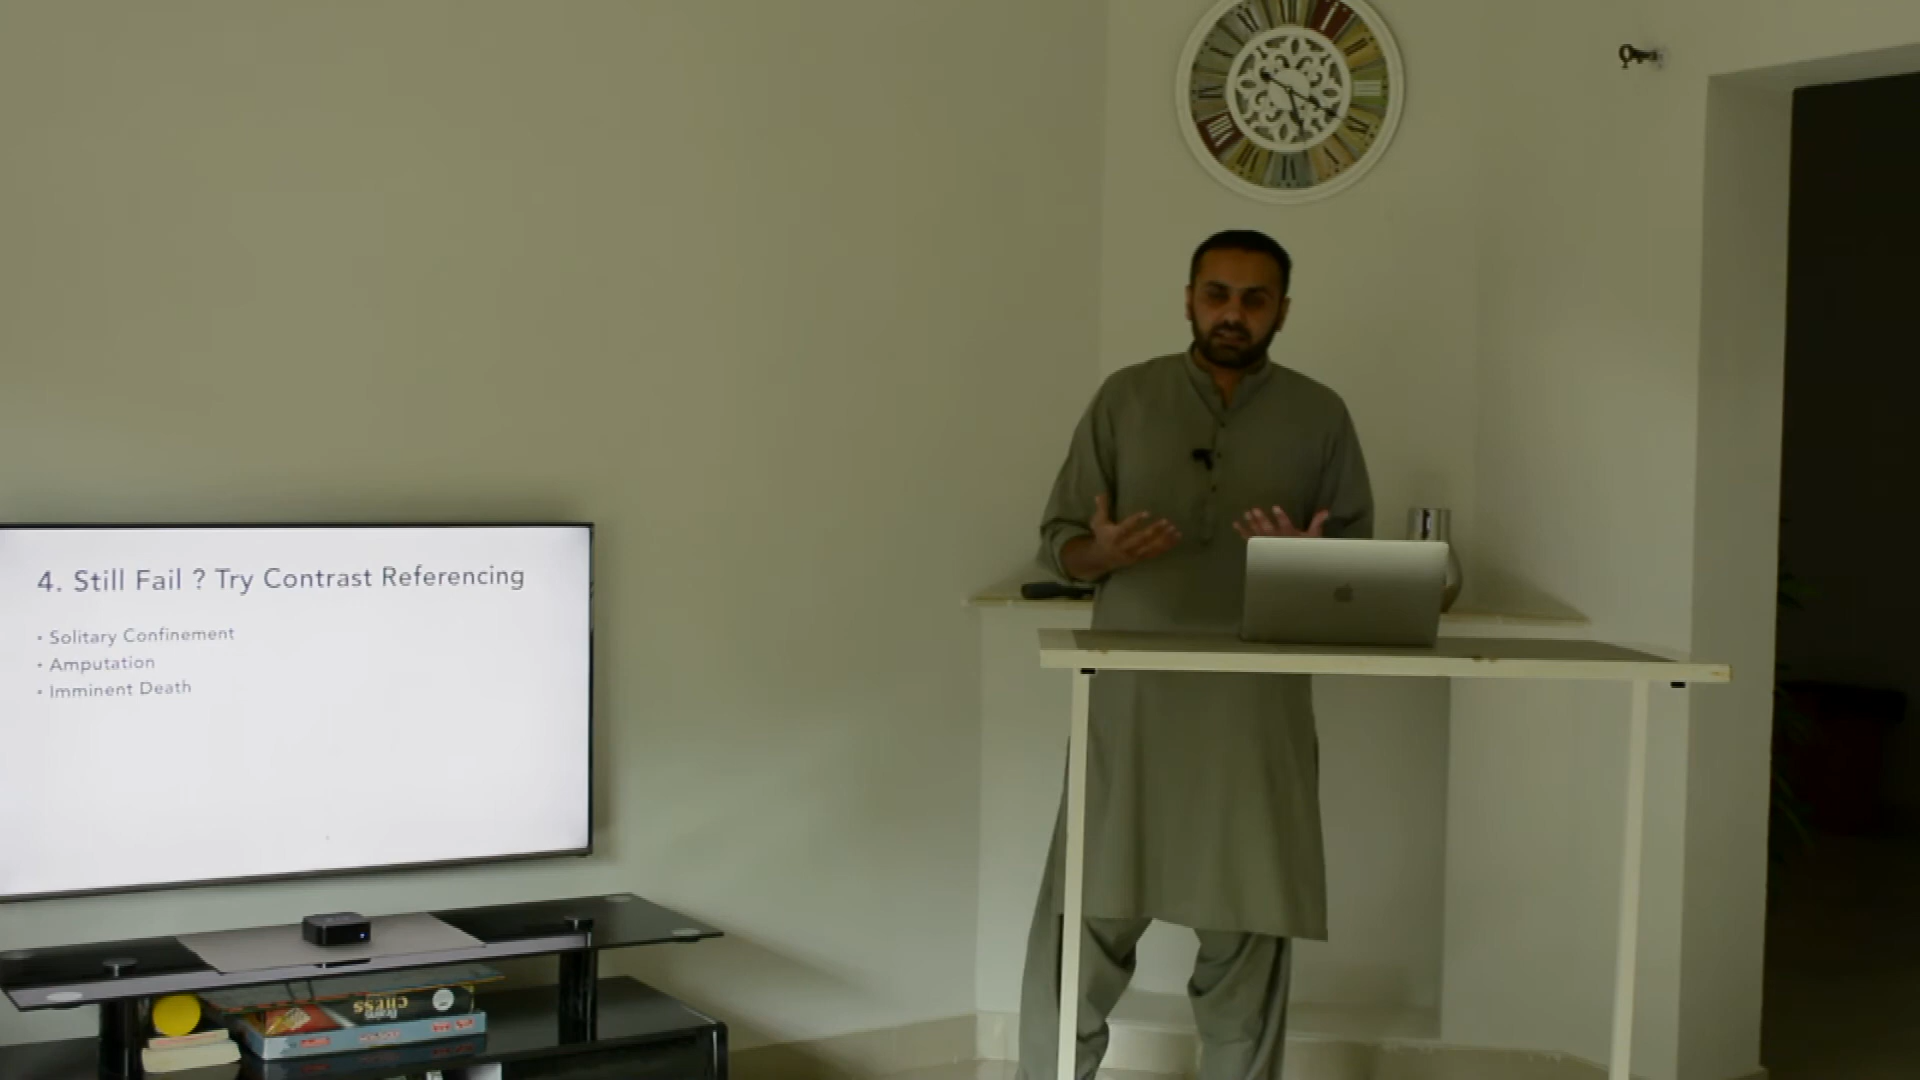 4. Still Fail ? Try Contrast Referencing
• Solitary Confinement
• Amputation
• Imminent Death
CHESS